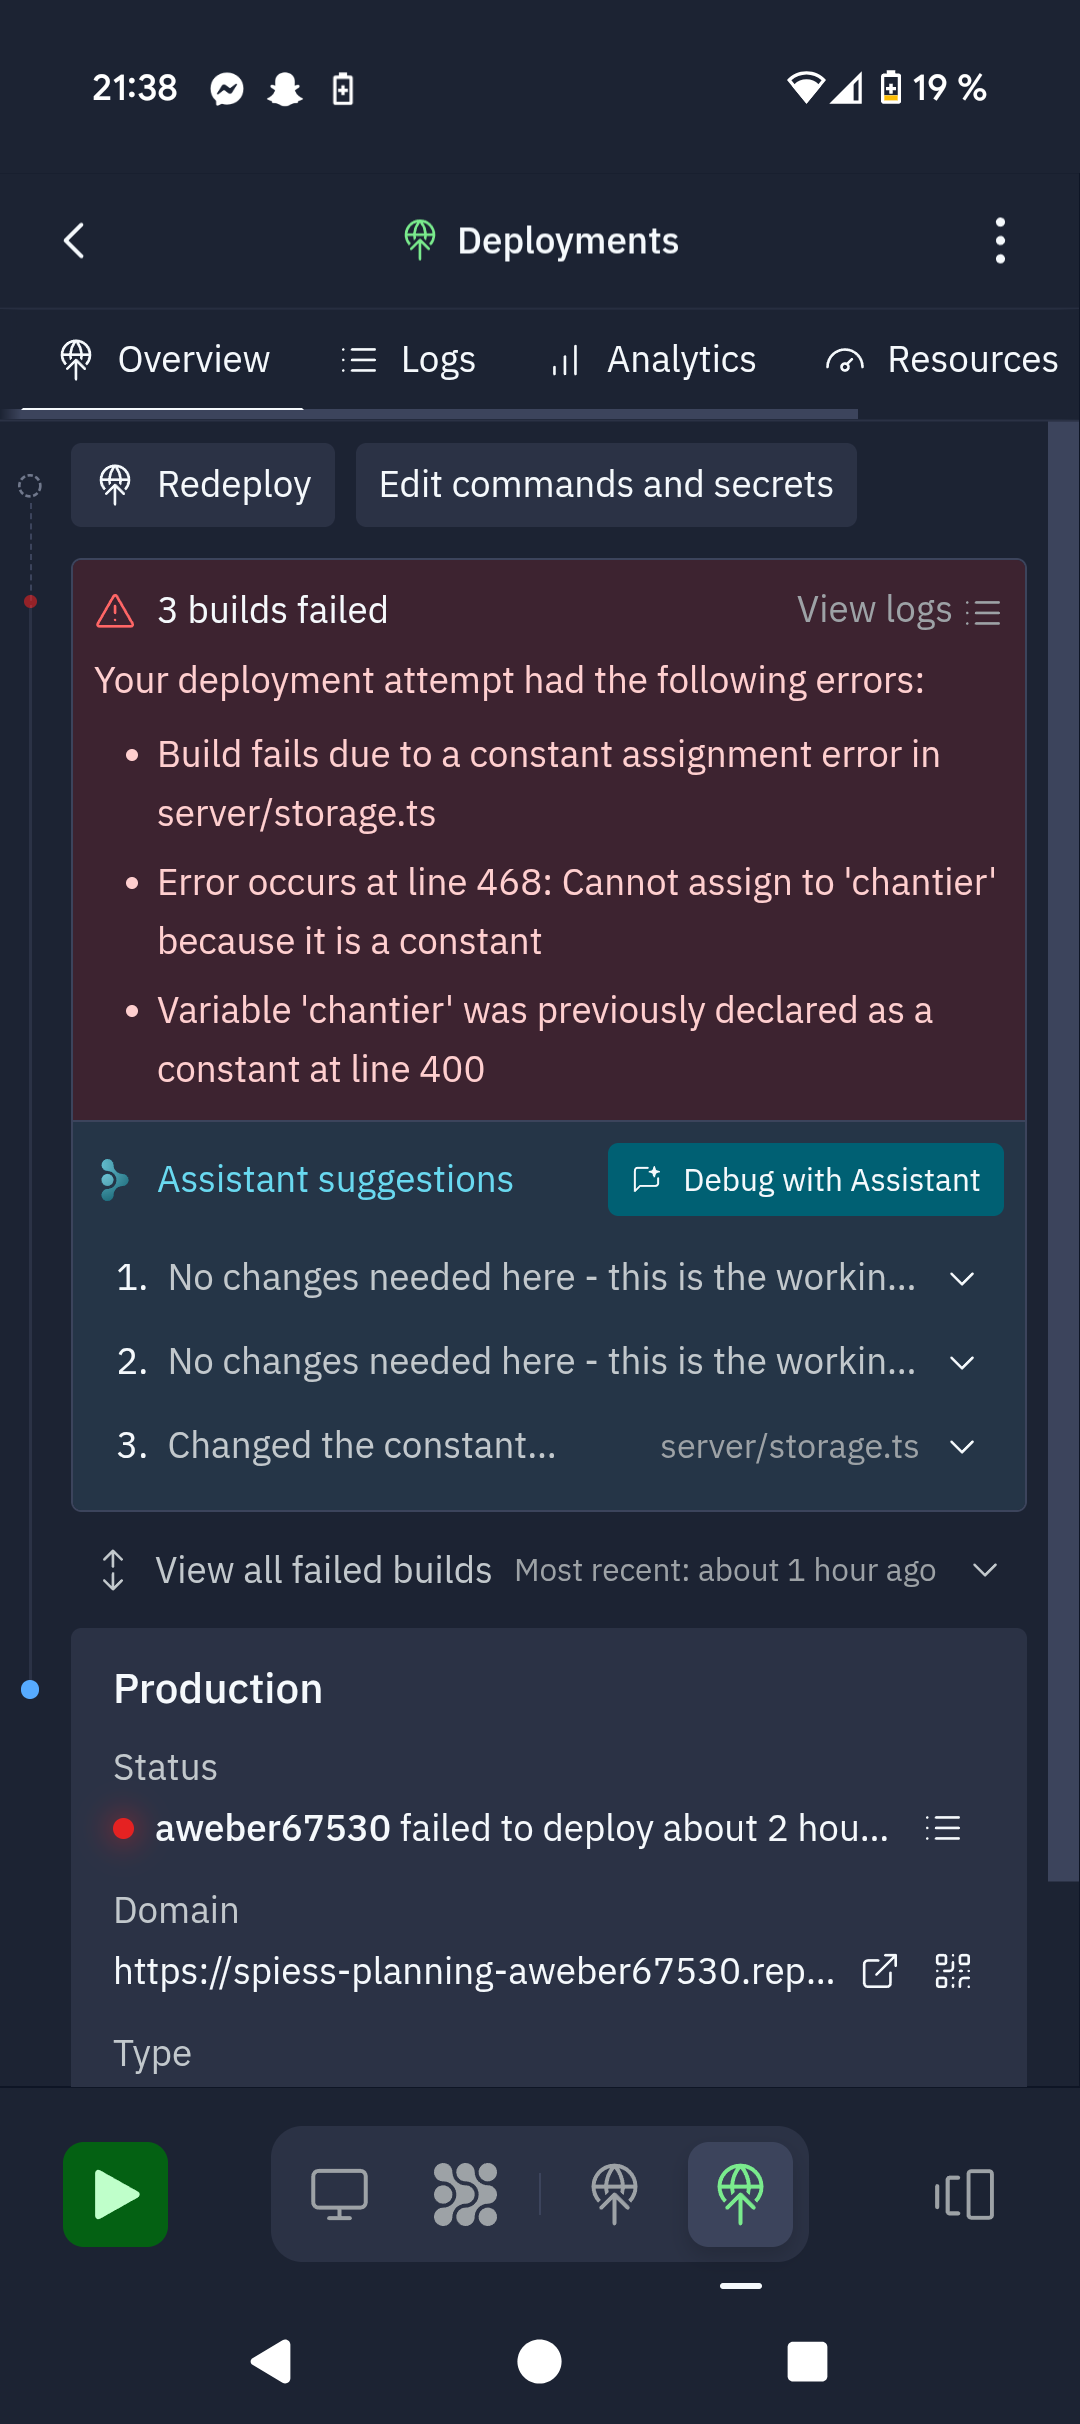 21:38
19 %
Deployments
Overview
Logs
Analytics
Resources
Redeploy
Edit commands and secrets
3 builds failed
View logs
Your deployment attempt had the following errors:
• Build fails due to a constant assignment error in
server/storage.ts
• Error occurs at line 468: Cannot assign to 'chantier'
because it is a constant
• Variable 'chantier' was previously declared as a
constant at line 400
Assistant suggestions
Debug with Assistant
1. No changes needed here - this is the workin...
2. No changes needed here - this is the workin...
3. Changed the constant... server/storage.ts
View all failed builds Most recent: about 1 hour ago
Production
Status
aweber67530 failed to deploy about 2 hou...
Domain
https://spiess-planning-aweber67530.rep...
Type